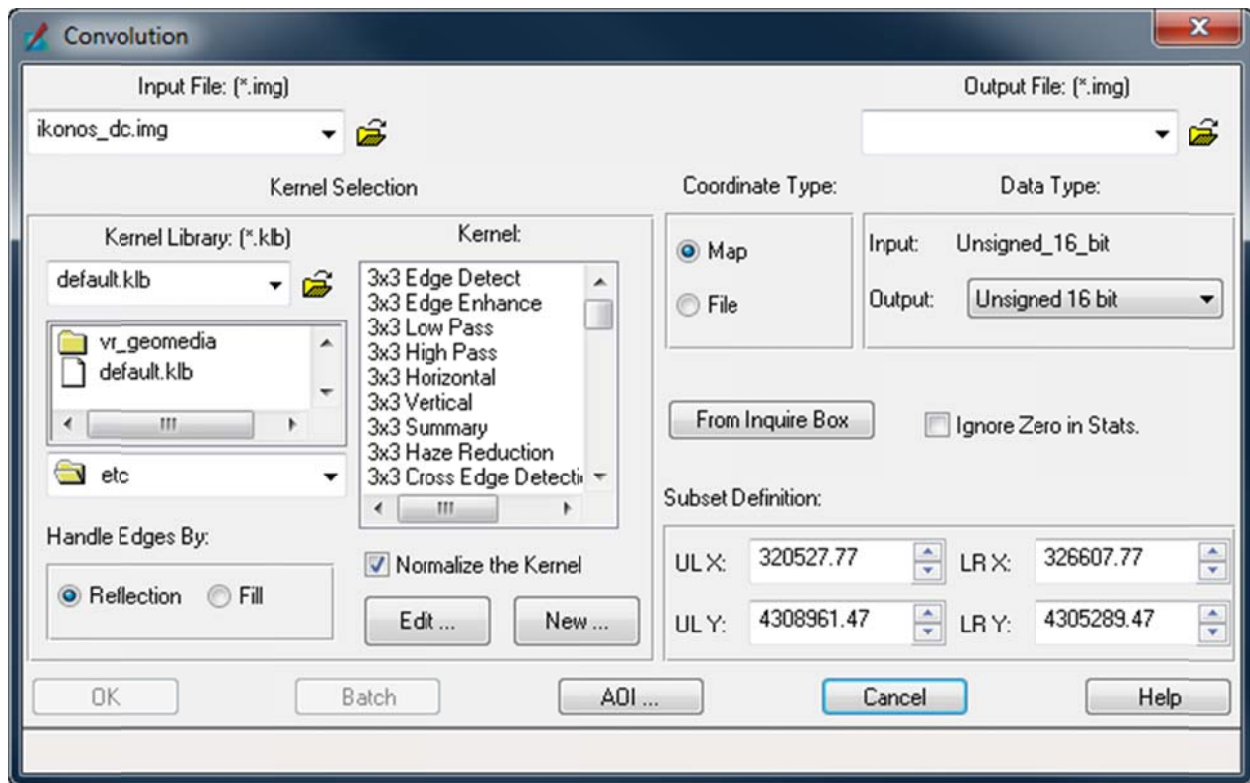 Convolution
Input File: (*.img)
Output File: (*.img)
ikonos_dc.img
Kernel Selection
Coordinate Type:
Data Type:
Kernel Library: (*.klb)
Kernel:
default.klb
vr_geomedia
default.klb
etc
3x3 Edge Detect
3x3 Edge Enhance
3x3 Low Pass
3x3 High Pass
3x3 Horizontal
3x3 Vertical
3x3 Summary
3x3 Haze Reduction
3x3 Cross Edge Detecti
Map
File
Input: Unsigned_16_bit
Output: Unsigned 16 bit
From Inquire Box
Ignore Zero in Stats.
Handle Edges By:
Reflection
Fill
Normalize the Kernel
Edit ...
New ...
Subset Definition:
UL X: 320527.77
LR X: 326607.77
UL Y: 4308961.47
LR Y: 4305289.47
OK
Batch
AOI ...
Cancel
Help